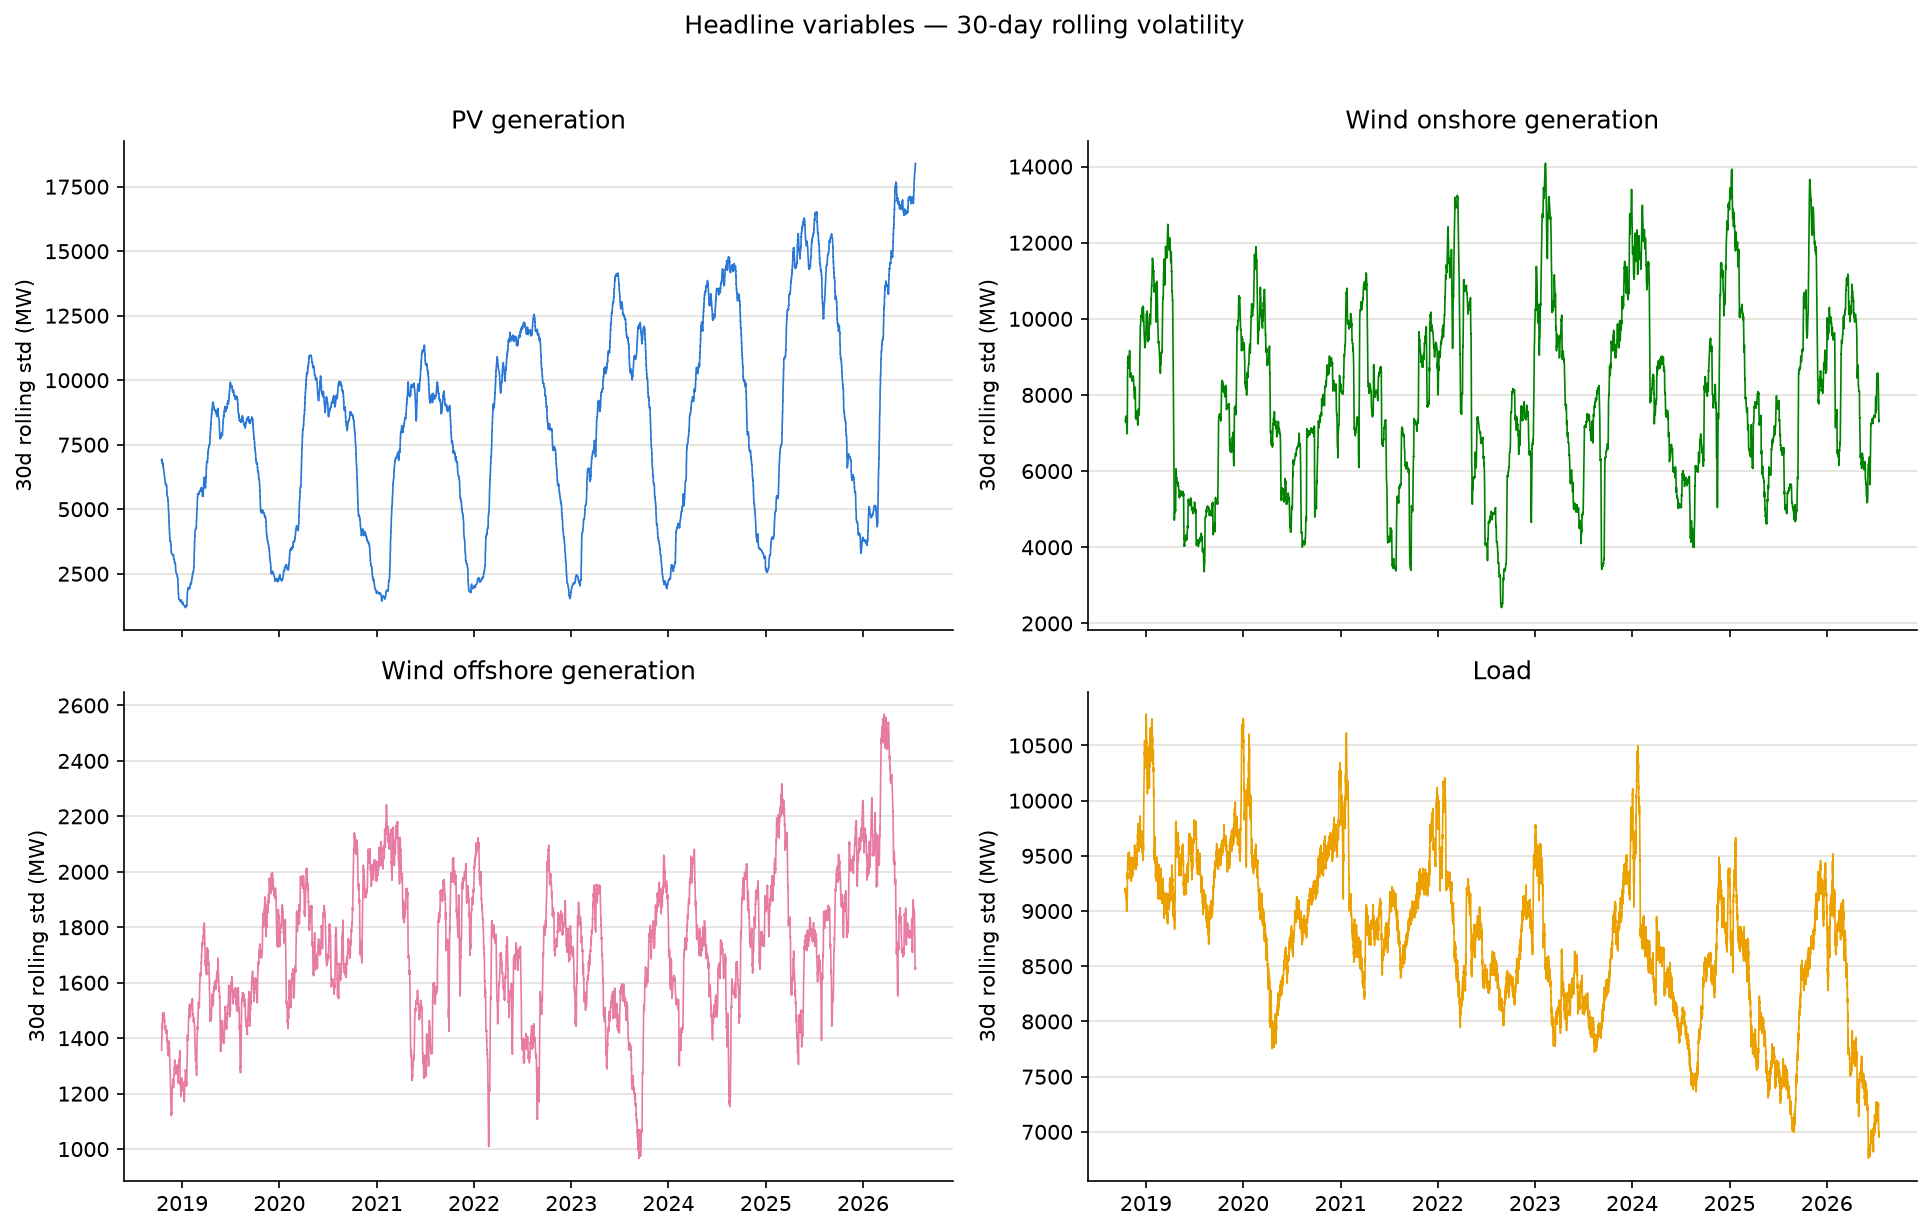 Headline variables — 30-day rolling volatility
PV generation
30d rolling std (MW)
17500
15000
12500
10000
7500
5000
2500
Wind onshore generation
30d rolling std (MW)
14000
12000
10000
8000
6000
4000
2000
Wind offshore generation
30d rolling std (MW)
2600
2400
2200
2000
1800
1600
1400
1200
1000
2019 2020 2021 2022 2023 2024 2025 2026
Load
30d rolling std (MW)
10500
10000
9500
9000
8500
8000
7500
7000
2019 2020 2021 2022 2023 2024 2025 2026